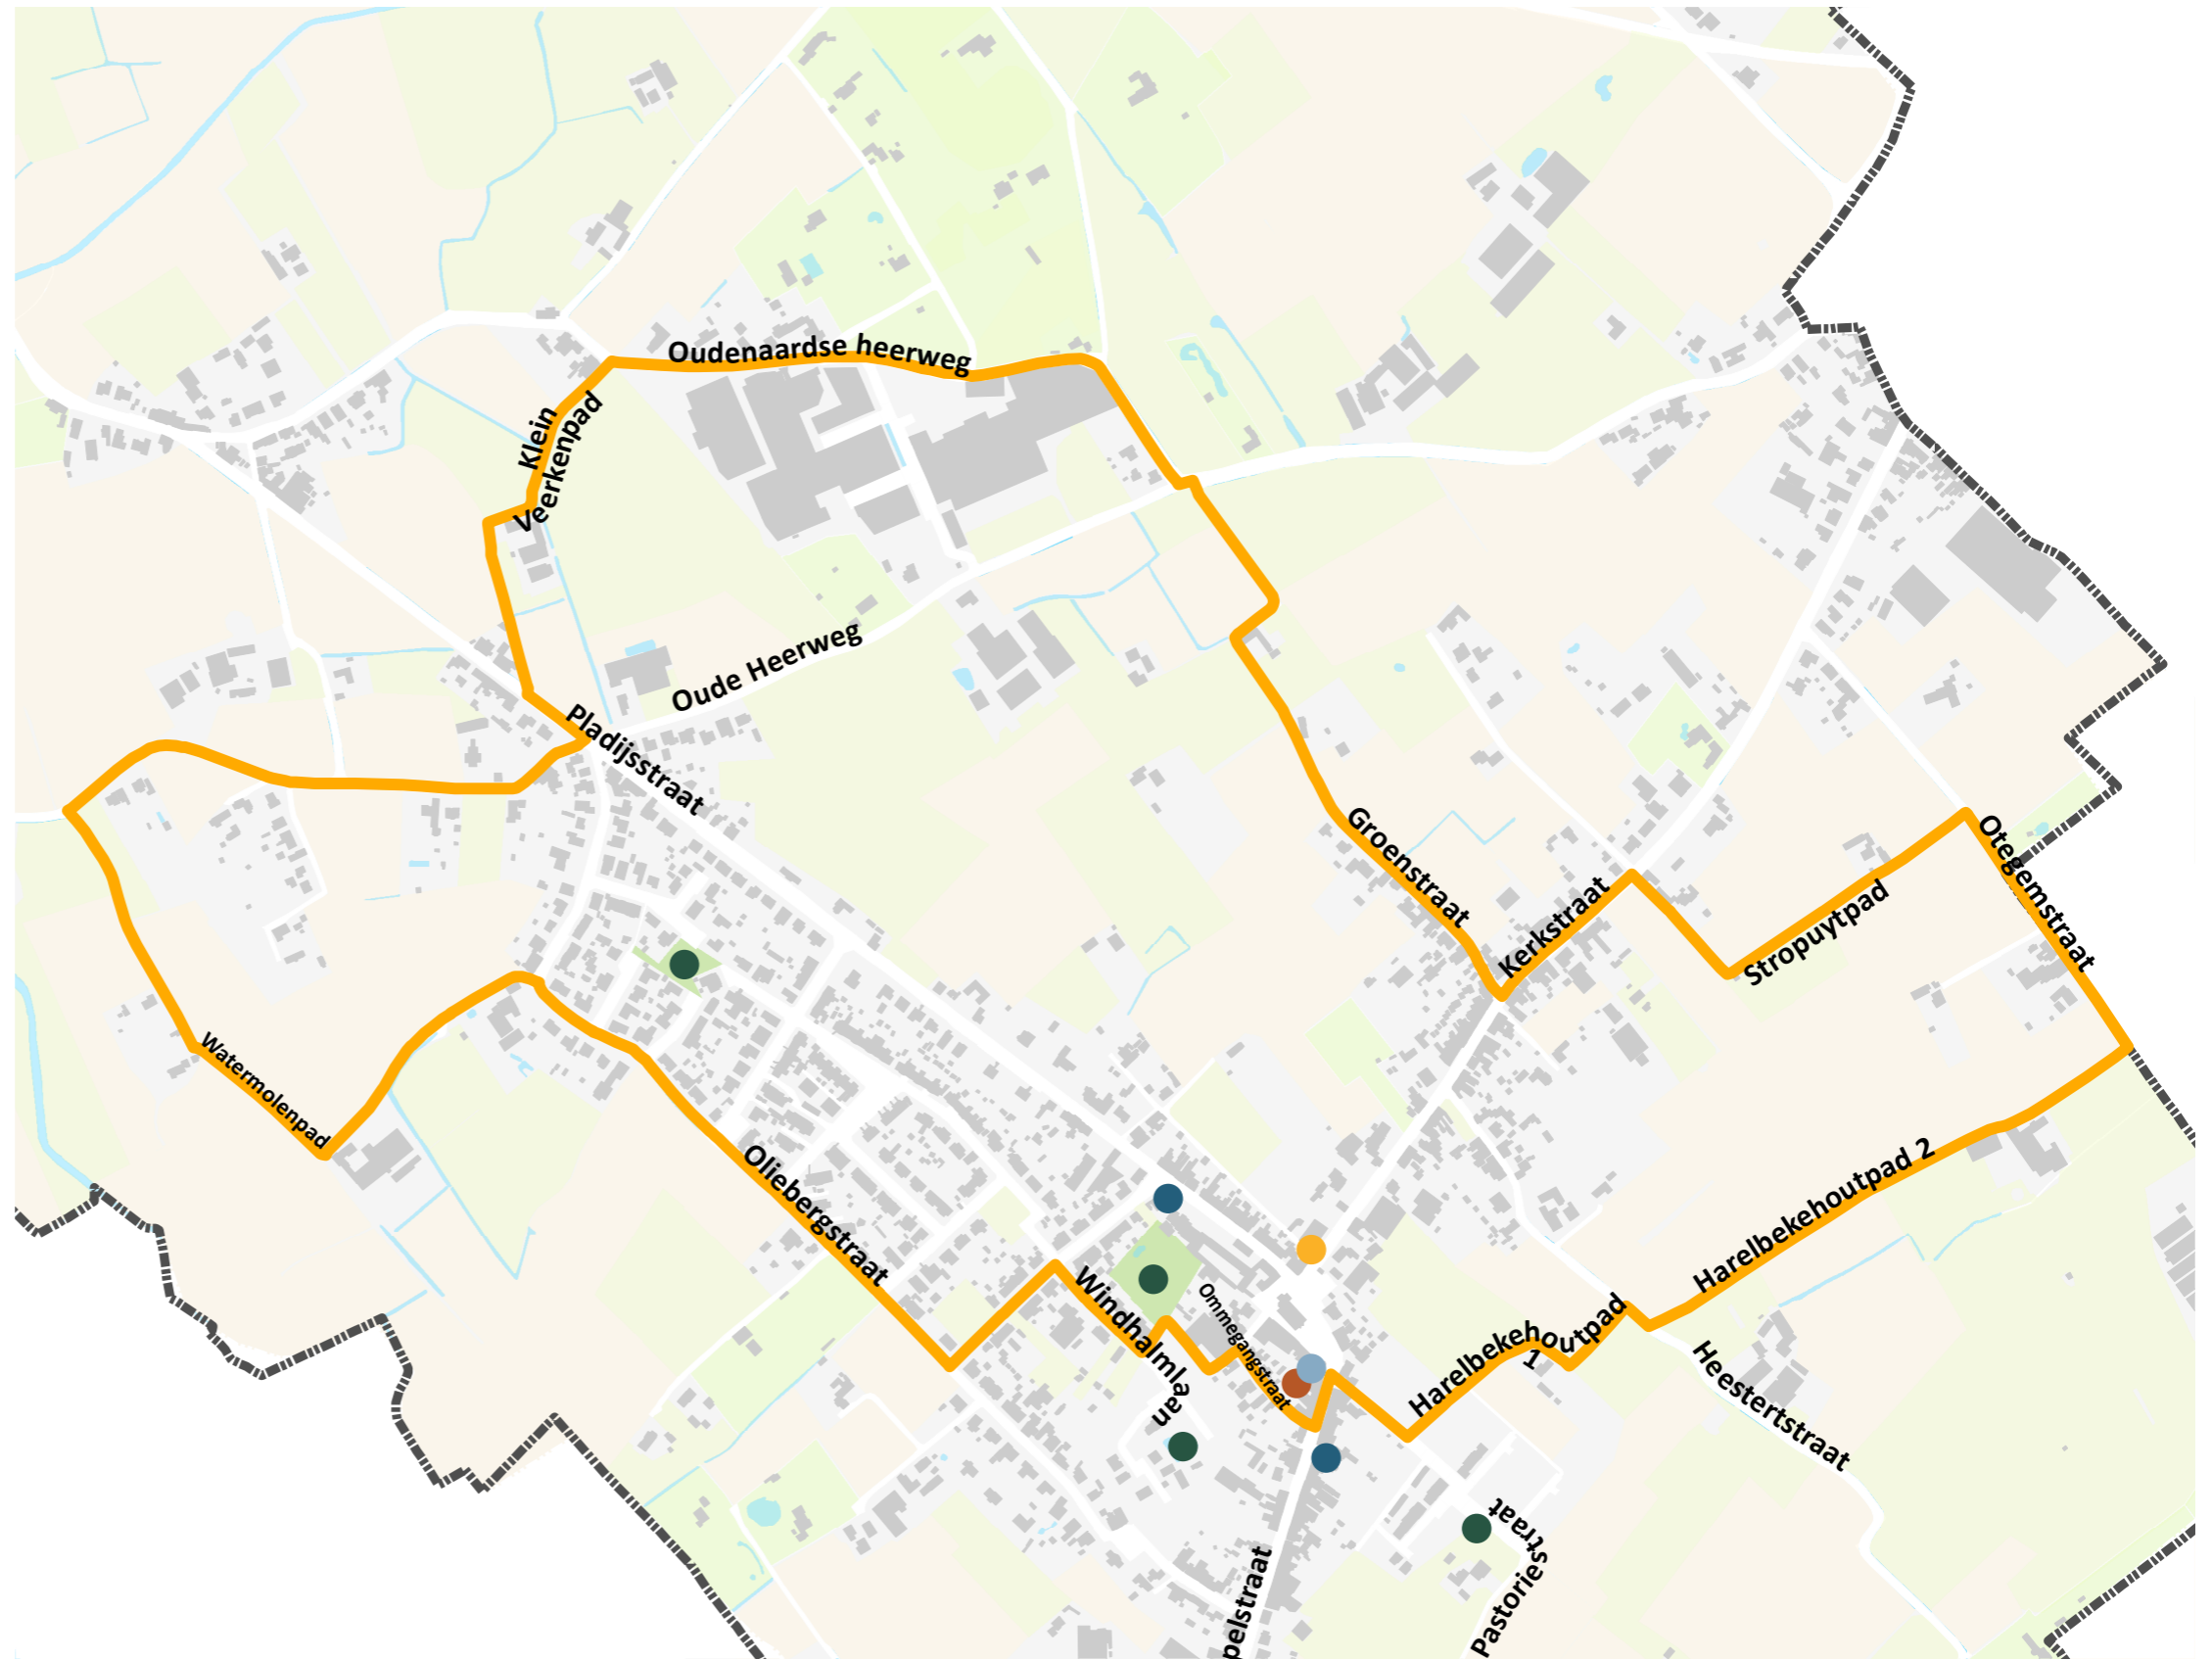 Oudenaardse heerweg
Klein
Veerkenpad
Oude Heerweg
Pladijsstraat
Groenstraat
Kerkstraat
Stropuytpad
Otegemstraat
Watermolenpad
Oliebergstraat
Windhalmlaan
Ommegangstraat
Harelbekehoutpad
1
Harelbekehoutpad 2
Heestertstraat
Pastoriestraat
pelstraat